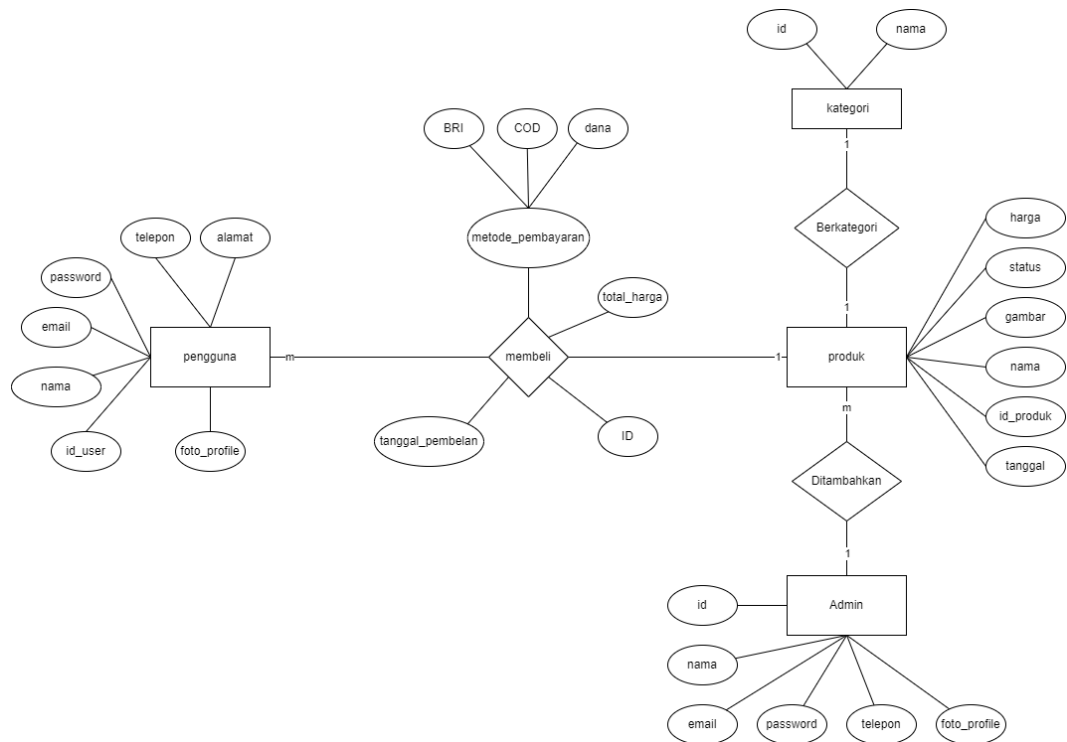 id
nama
kategori
1
BRI
COD
dana
metode_pembayaran
Berkategori
harga
status
gambar
nama
id_produk
tanggal
telepon
alamat
password
email
nama
id_user
foto_profile
pengguna
m
total_harga
membeli
tanggal_pembelan
ID
1
1
produk
m
Ditambahkan
1
Admin
id
nama
email
password
telepon
foto_profile